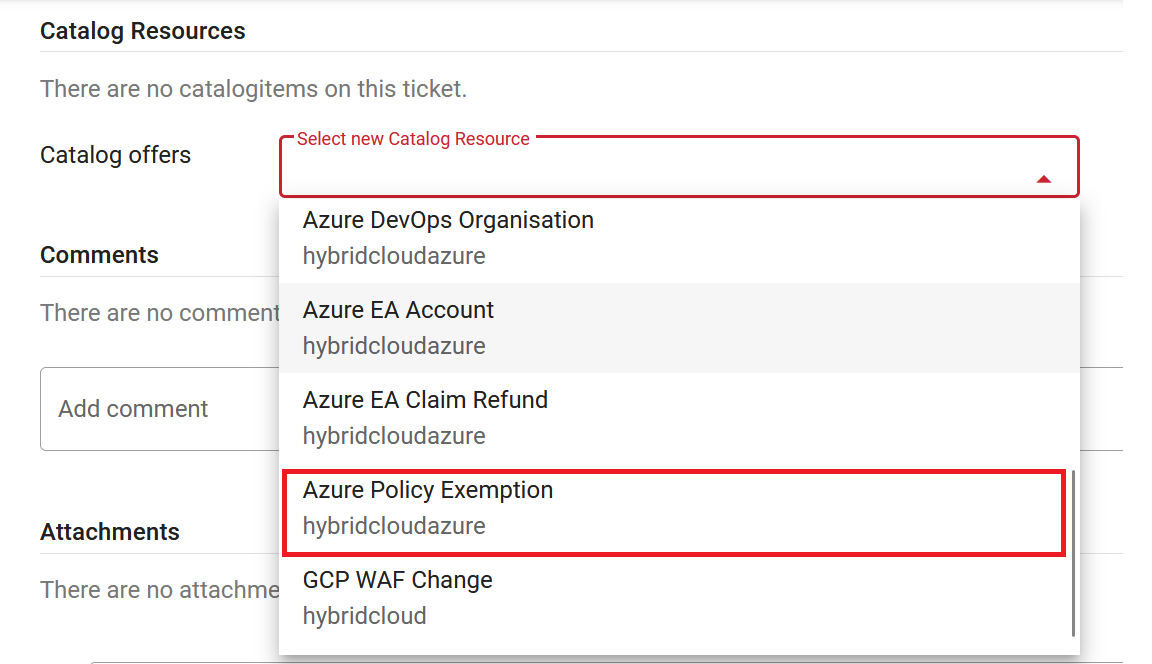 Catalog Resources
There are no catalogitems on this ticket.
Catalog offers
Select new Catalog Resource
Azure DevOps Organisation
hybridcloudazure
Azure EA Account
hybridcloudazure
Azure EA Claim Refund
hybridcloudazure
Azure Policy Exemption
hybridcloudazure
GCP WAF Change
hybridcloud
Comments
There are no comment
Add comment
Attachments
There are no attachme